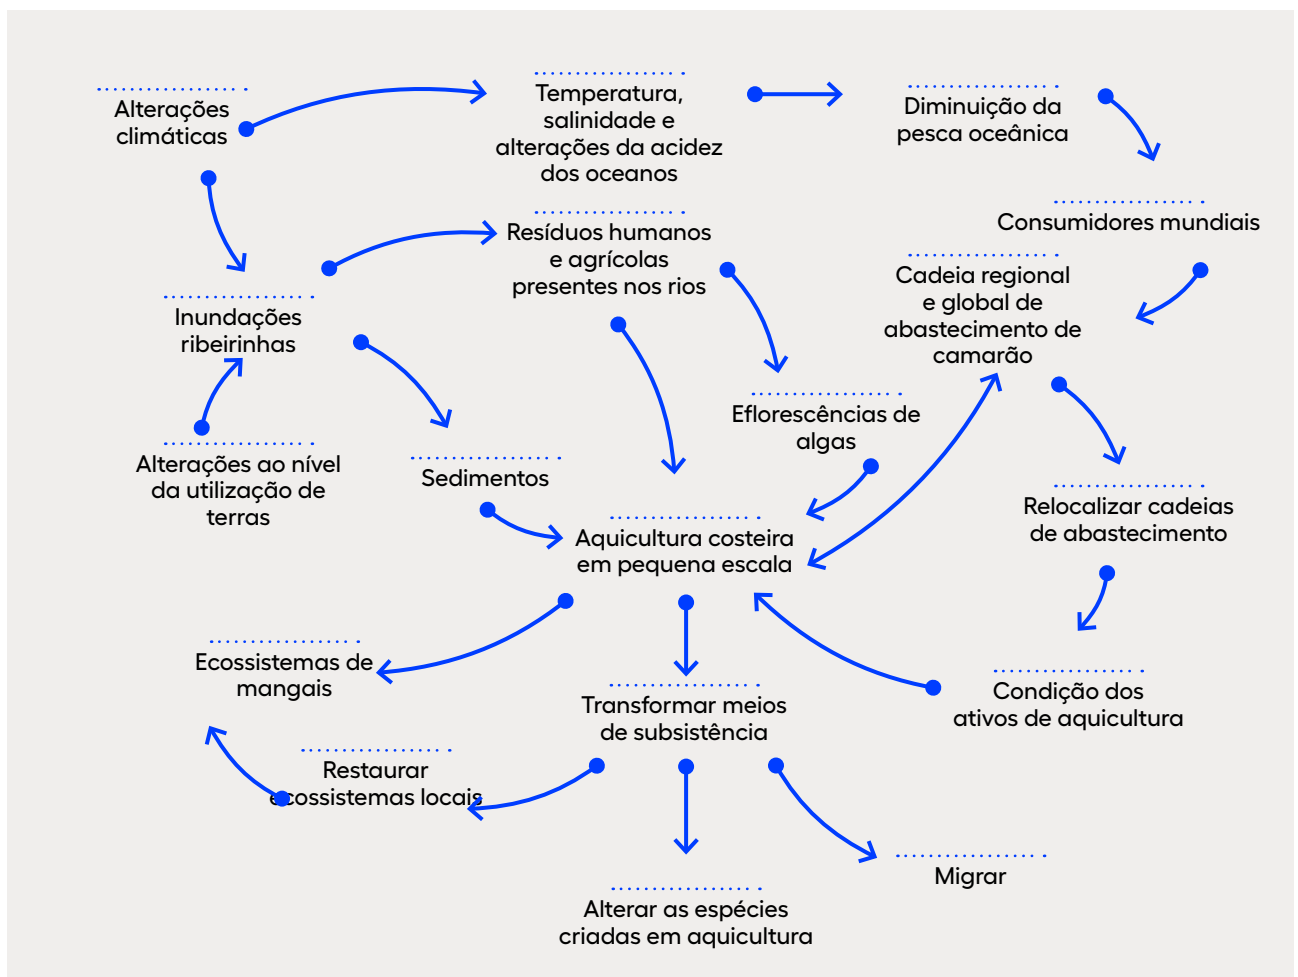 Alterações
climáticas
Temperatura,
salinidade e
alterações da acidez
dos oceanos
Diminuição da
pesca oceânica
Consumidores mundiais
Resíduos humanos
e agrícolas
presentes nos rios
Cadeia regional
e global de
abastecimento de
camarão
Inundações
ribeirinhas
Eflorescências de
algas
Alterações ao nível
da utilização de
terras
Sedimentos
Relocalizar cadeias
de abastecimento
Aquicultura costeira
em pequena escala
Ecossistemas de
mangais
Transformar meios
de subsistência
Condição dos
ativos de aquicultura
Restaurar
ecossistemas locais
Migrar
Alterar as espécies
criadas em aquicultura